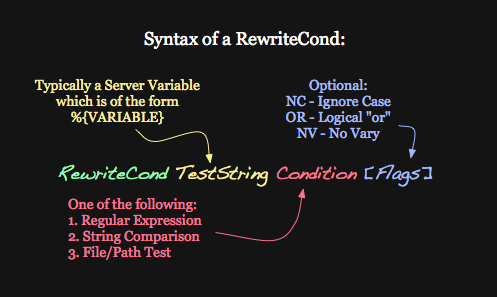 Syntax of a RewriteCond:
Typically a Server Variable
which is of the form
%{VARIABLE}
Optional:
NC - Ignore Case
OR - Logical "or"
NV - No Vary
RewriteCond TestString Condition [Flags]
One of the following:
1. Regular Expression
2. String Comparison
3. File/Path Test